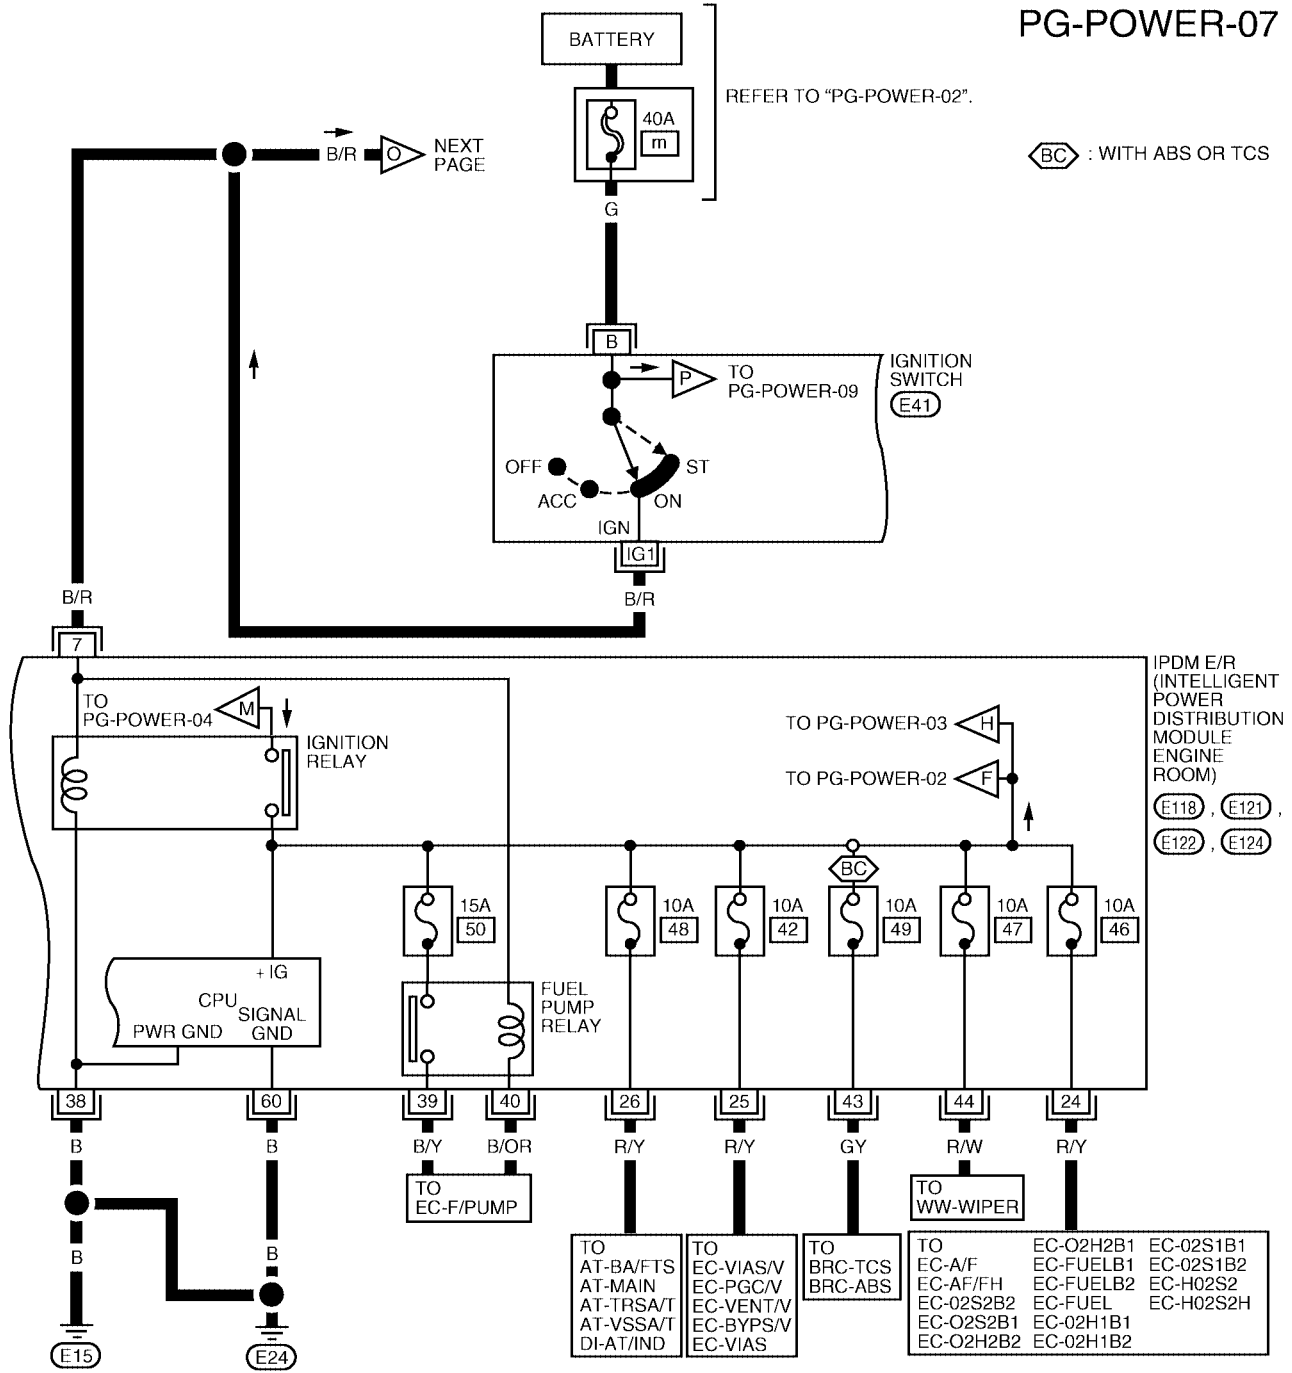 PG-POWER-07
BATTERY
REFER TO "PG-POWER-02".
40A
m
B/R
O
NEXT
PAGE
BC : WITH ABS OR TCS
G
B
IGNITION
SWITCH
E41
P
TO
PG-POWER-09
OFF
ST
ACC
ON
IGN
IG1
B/R
B/R
7
IPDM E/R
(INTELLIGENT
POWER
DISTRIBUTION
MODULE
ENGINE
ROOM)
E118 , E121 ,
E122 , E124
TO
PG-POWER-04
M
IGNITION
RELAY
TO PG-POWER-03 H
TO PG-POWER-02 F
BC
15A
50
10A
48
10A
42
10A
49
10A
47
10A
46
+ IG
CPU
SIGNAL
GND
PWR GND
FUEL
PUMP
RELAY
38
60
39
40
26
25
43
44
24
B
B
B/Y
B/OR
R/Y
R/Y
GY
R/W
R/Y
TO
EC-F/PUMP
TO
WW-WIPER
B
B
TO
AT-BA/FTS
AT-MAIN
AT-TRSA/T
AT-VSSA/T
DI-AT/IND
TO
EC-VIAS/V
EC-PGC/V
EC-VENT/V
EC-BYPS/V
EC-VIAS
TO
BRC-TCS
BRC-ABS
TO EC-O2H2B1 EC-02S1B1
EC-A/F EC-FUELB1 EC-02S1B2
EC-AF/FH EC-FUELB2 EC-H02S2
EC-02S2B2 EC-FUEL EC-H02S2H
EC-O2S2B1 EC-02H1B1
EC-O2H2B2 EC-02H1B2
E15
E24